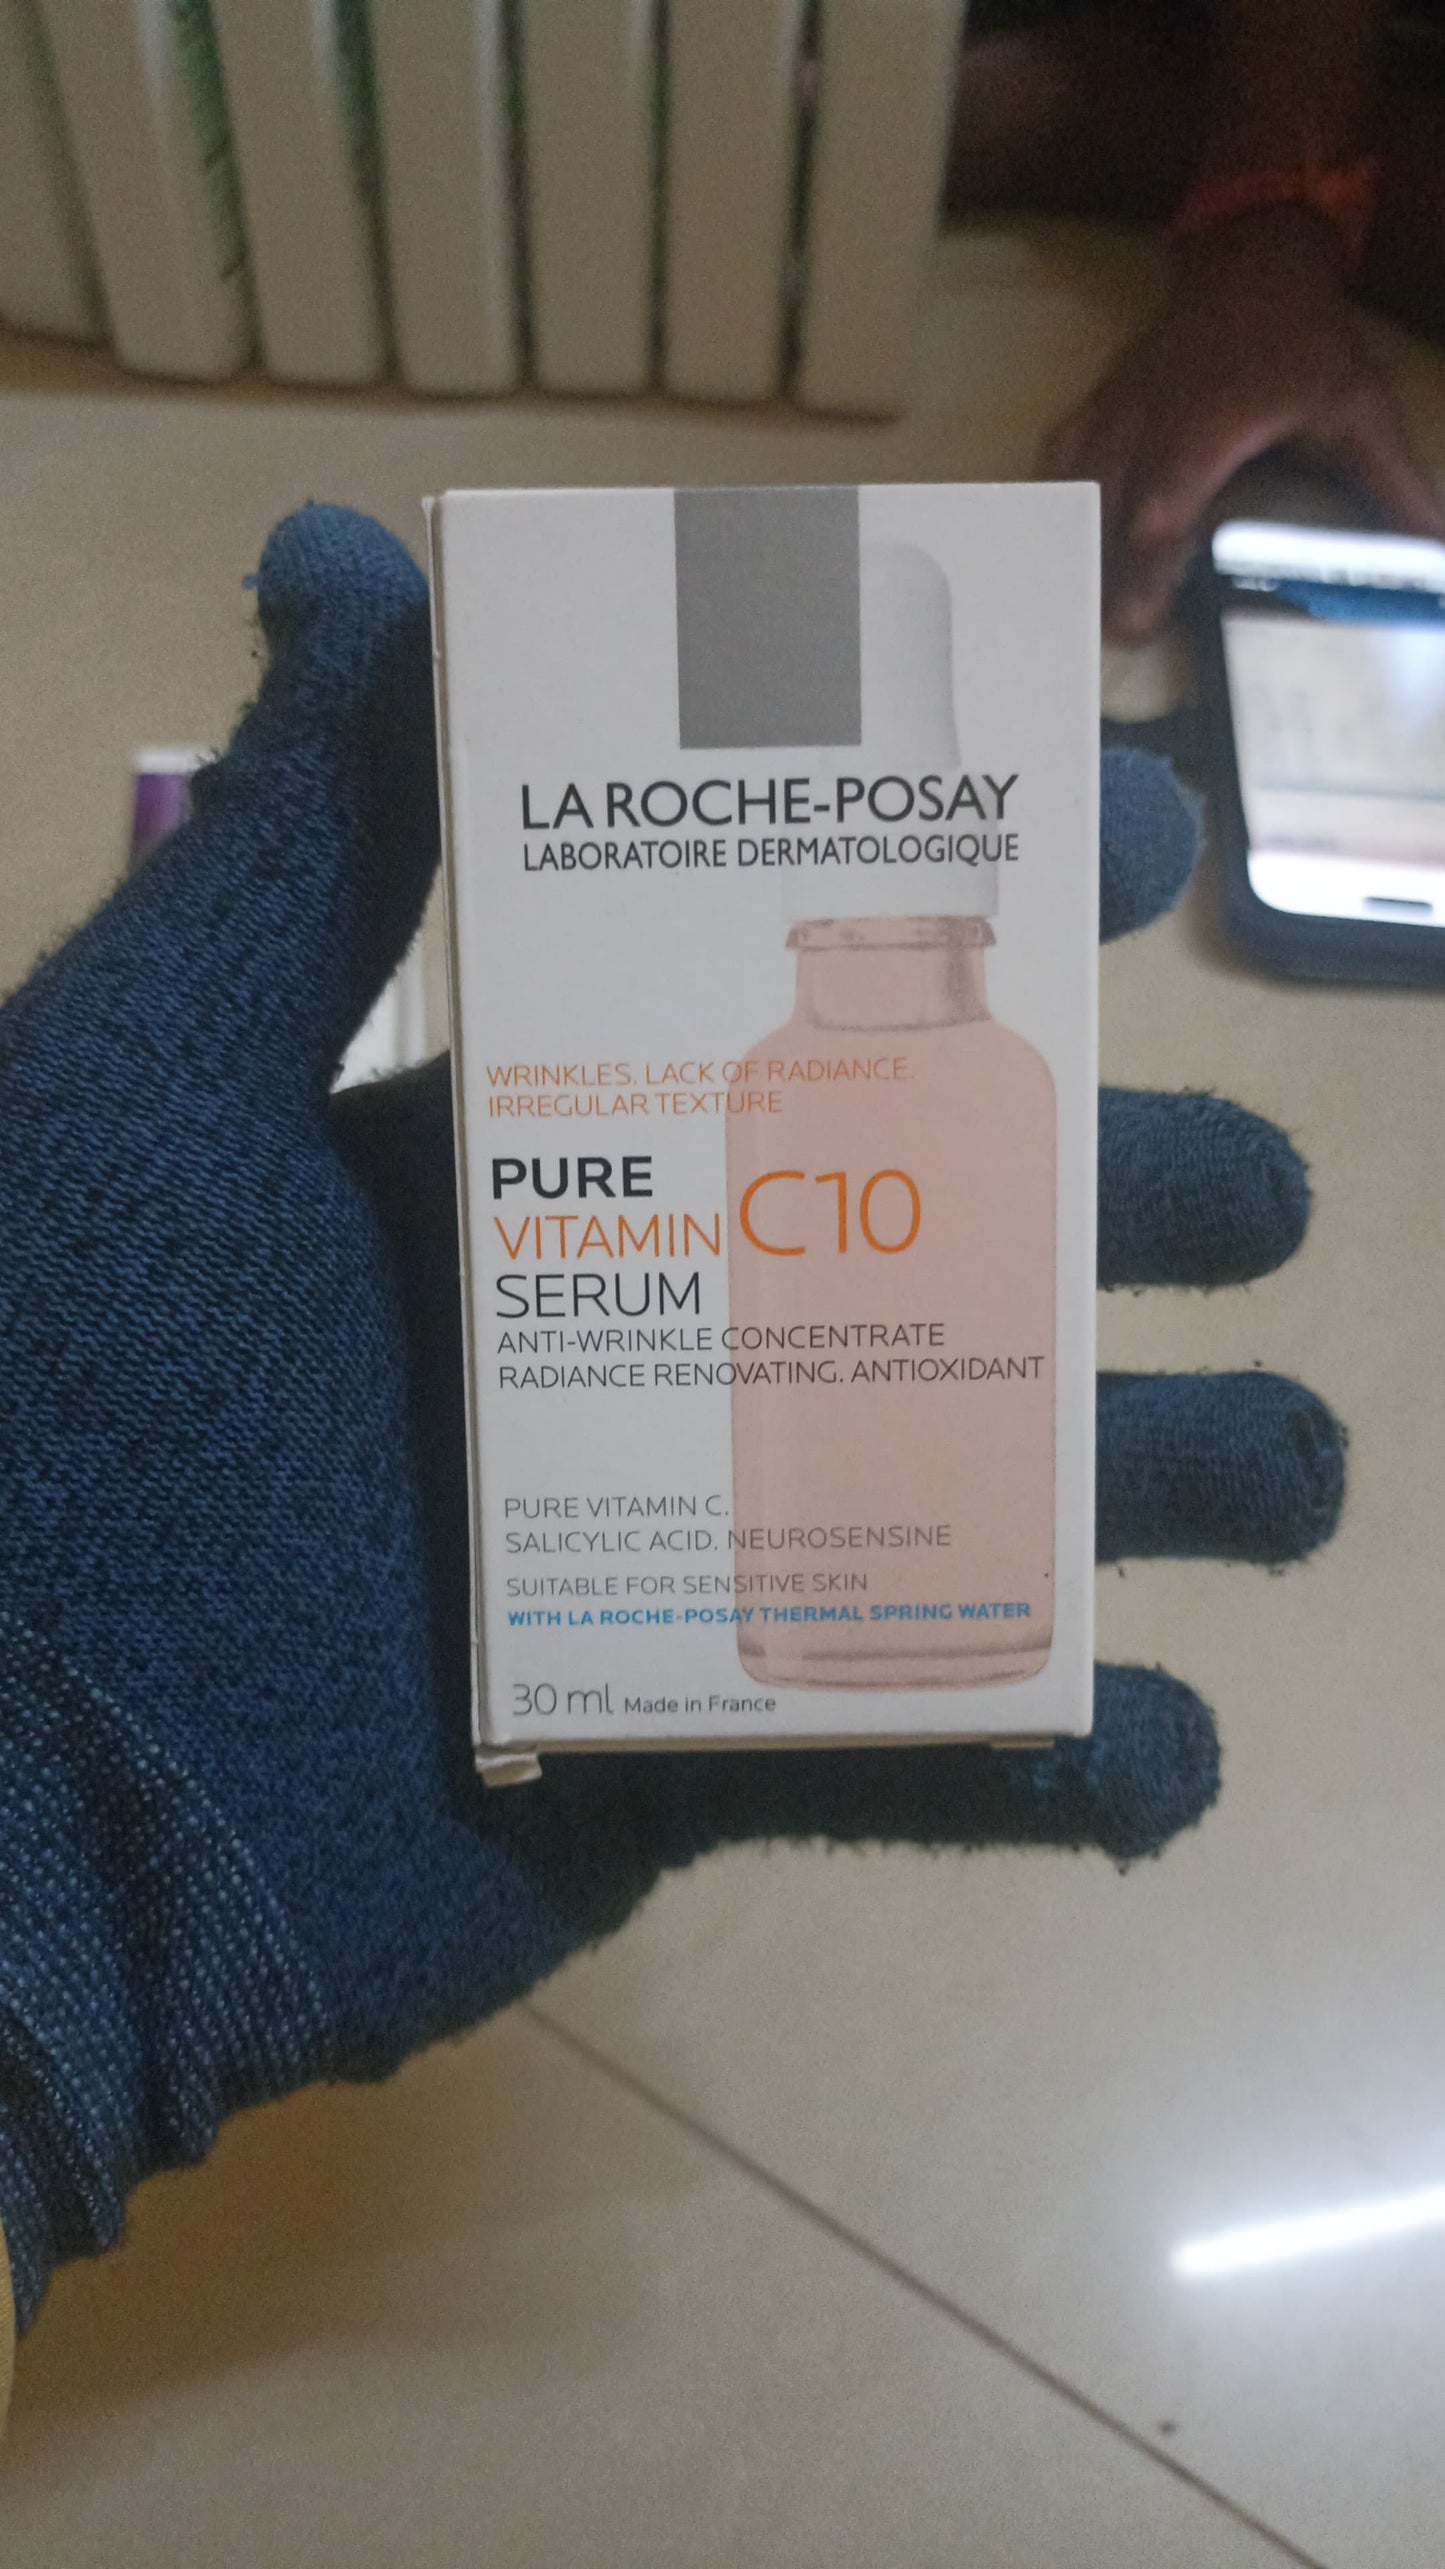 LA ROCHE-POSAY
LABORATOIRE DERMATOLOGIQUE
WRINKLES. LACK OF RADIANCE.
IRREGULAR TEXTURE
PURE
VITAMIN C10
SERUM
ANTI-WRINKLE CONCENTRATE
RADIANCE RENOVATING. ANTIOXIDANT
PURE VITAMIN C.
SALICYLIC ACID. NEUROSENSINE
SUITABLE FOR SENSITIVE SKIN
WITH LA ROCHE-POSAY THERMAL SPRING WATER
30 ml Made in France